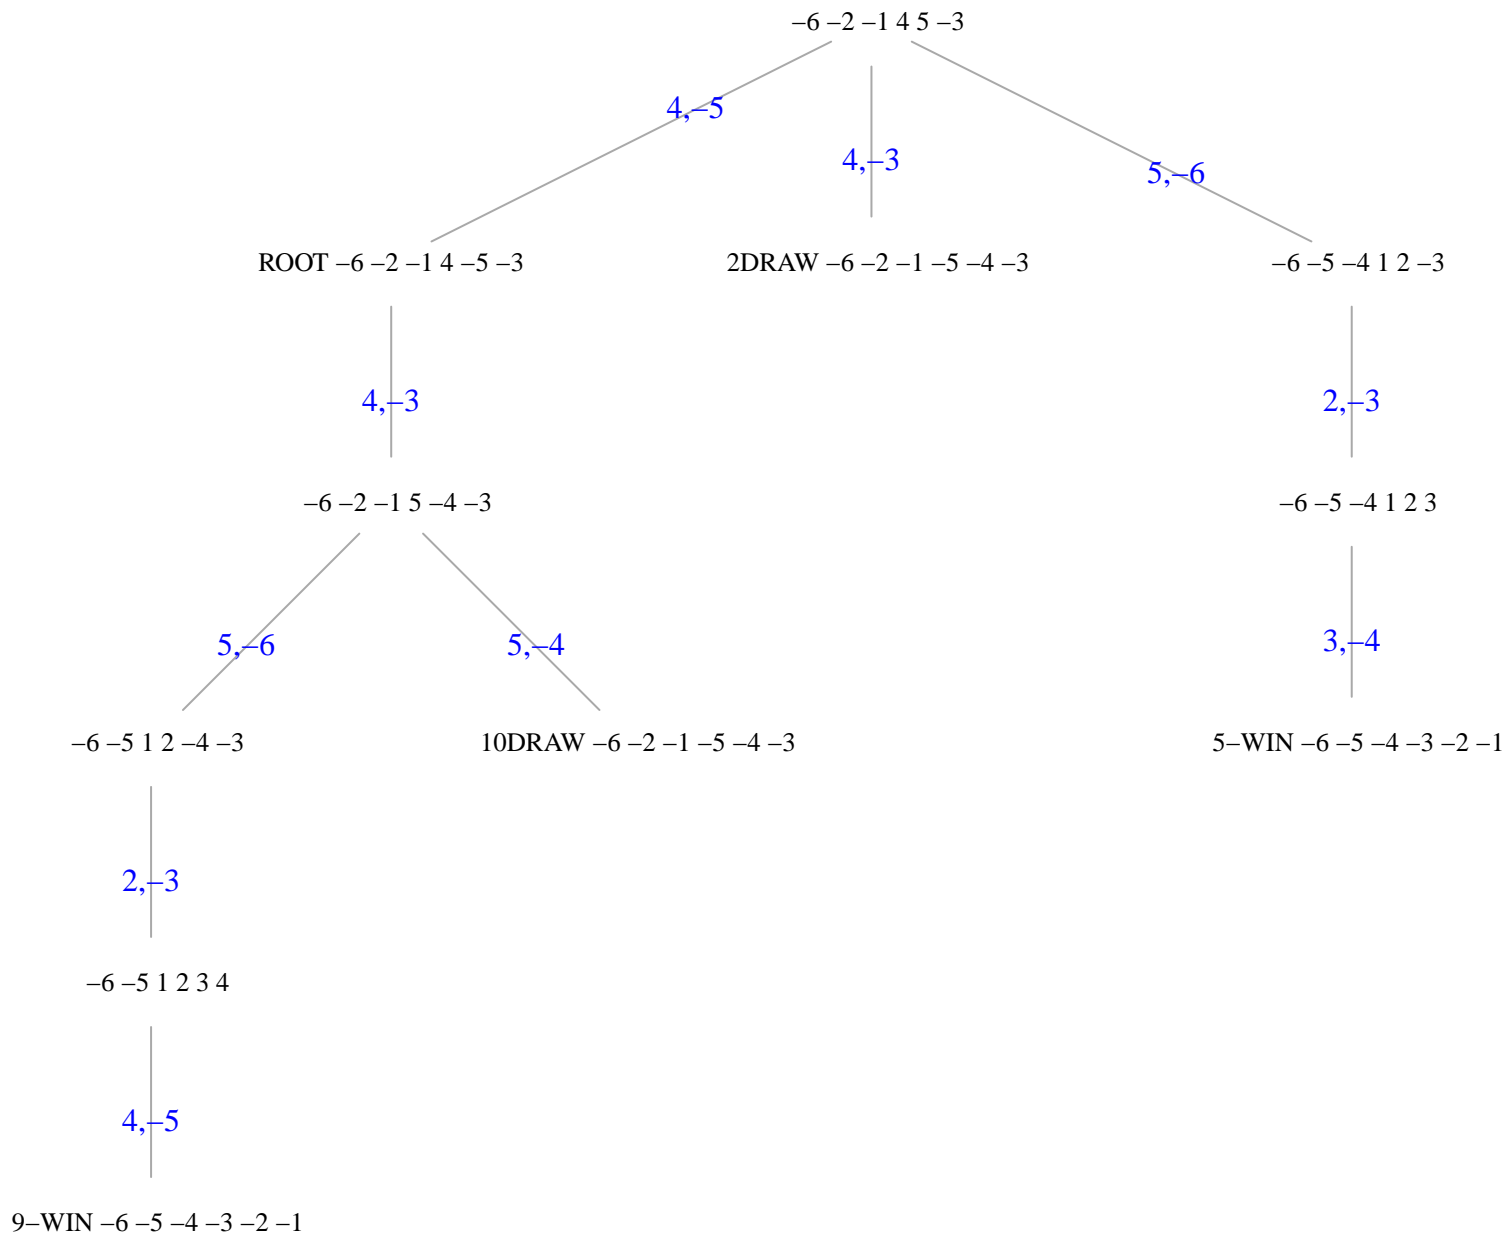 –6 –2 –1 4 5 –3
4,–5
4,–3
5,–6
ROOT –6 –2 –1 4 –5 –3
2DRAW –6 –2 –1 –5 –4 –3
–6 –5 –4 1 2 –3
4,–3
2,–3
–6 –2 –1 5 –4 –3
–6 –5 –4 1 2 3
5,–6
5,–4
3,–4
–6 –5 1 2 –4 –3
10DRAW –6 –2 –1 –5 –4 –3
5–WIN –6 –5 –4 –3 –2 –1
2,–3
–6 –5 1 2 3 4
4,–5
9–WIN –6 –5 –4 –3 –2 –1